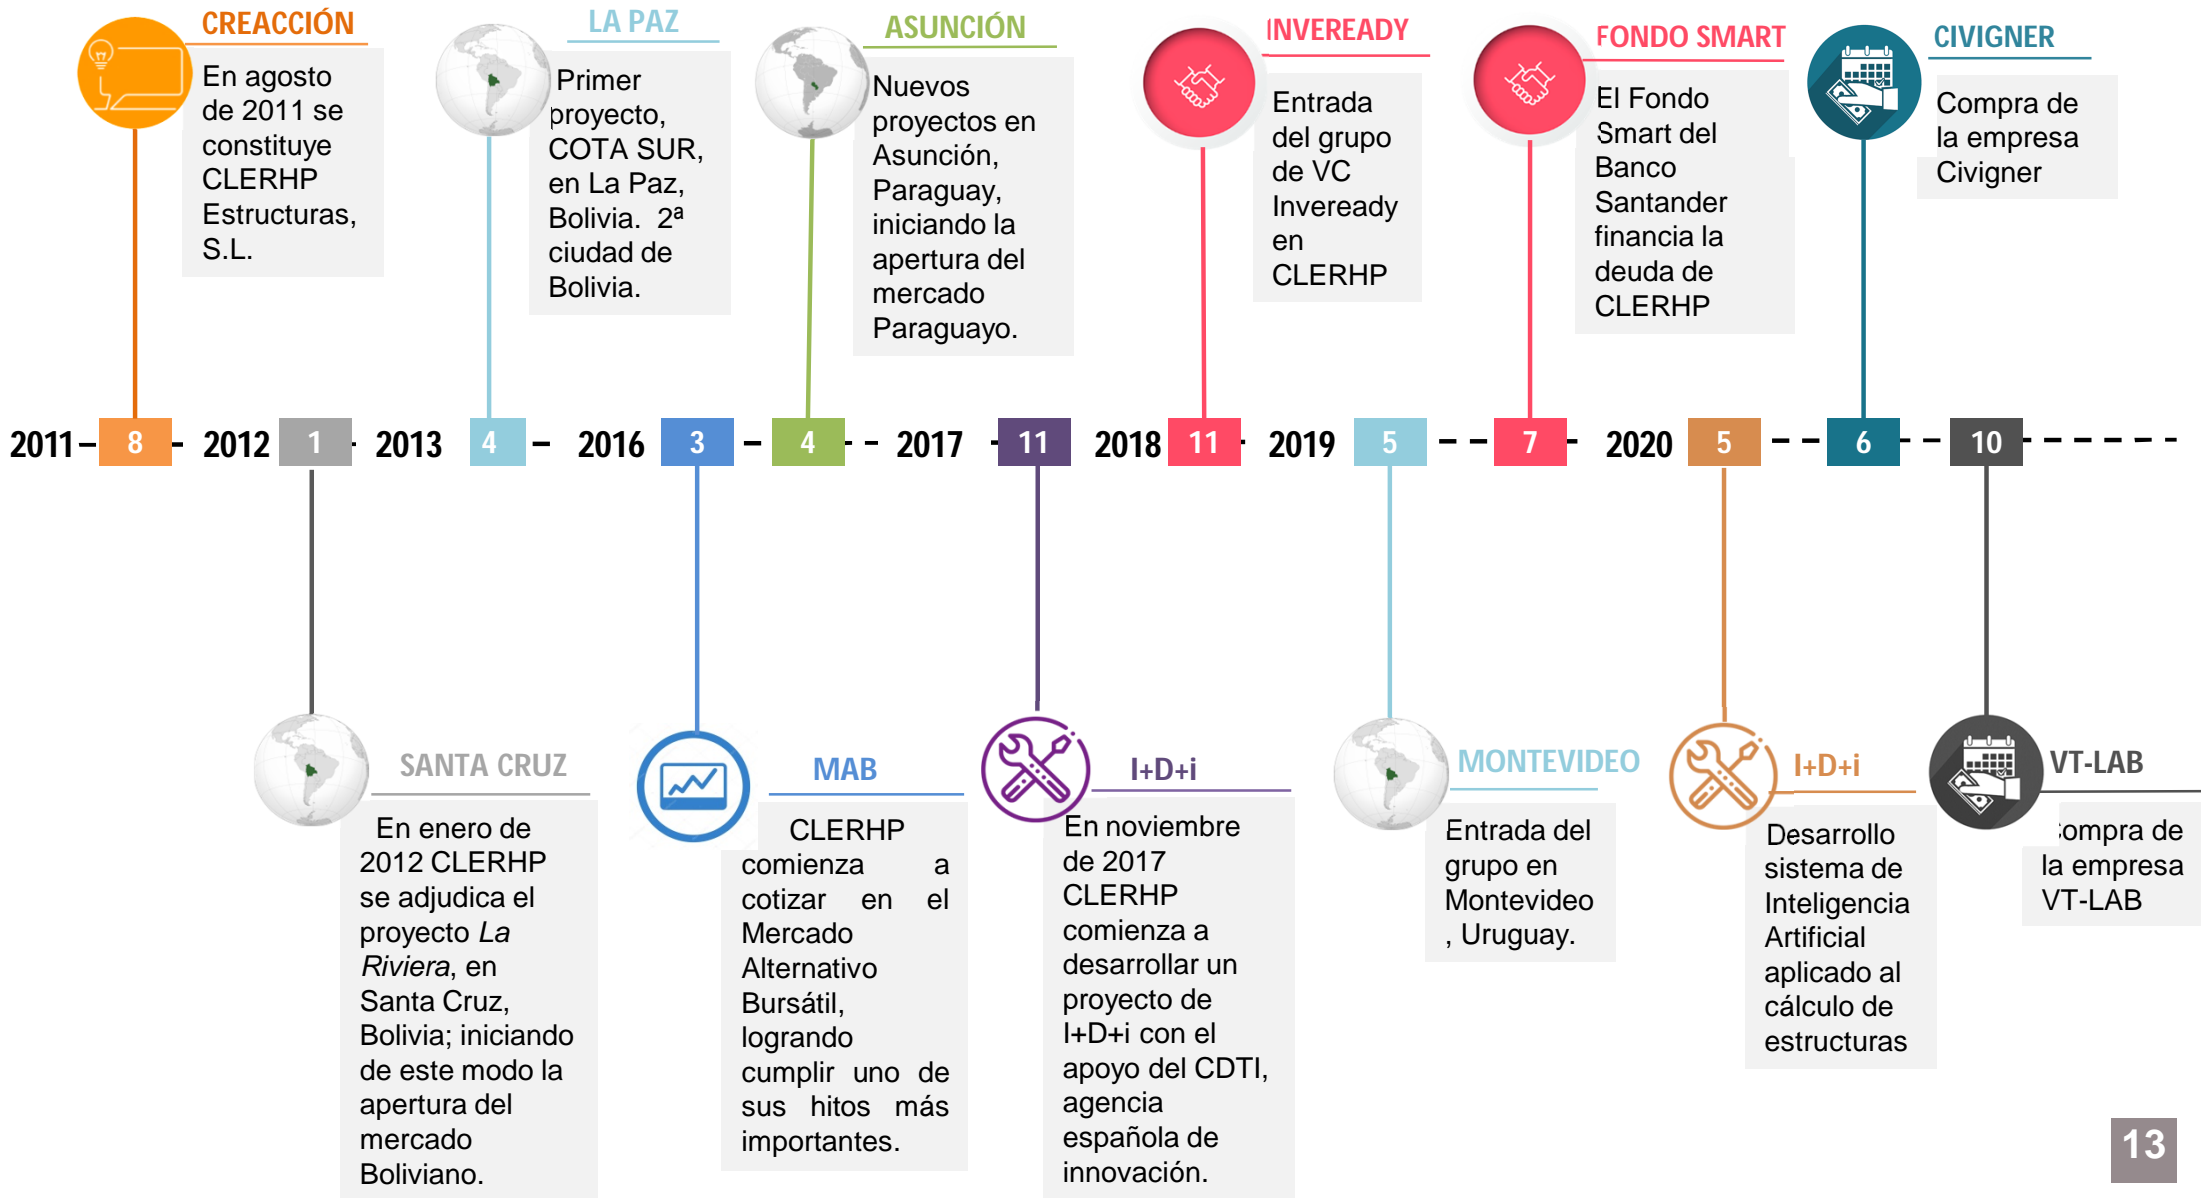 CREACCIÓN
En agosto
de 2011 se
constituye
CLERHP
Estructuras,
S.L.
LA PAZ
Primer
proyecto,
COTA SUR,
en La Paz,
Bolivia. 2ª
ciudad de
Bolivia.
ASUNCIÓN
Nuevos
proyectos en
Asunción,
Paraguay,
iniciando la
apertura del
mercado
Paraguayo.
INVEREADY
Entrada
del grupo
de VC
Inveready
en
CLERHP
FONDO SMART
El Fondo
Smart del
Banco
Santander
financia la
deuda de
CLERHP
CIVIGNER
Compra de
la empresa
Civigner
2011 8 2012 1 2013 4 2016 3 4 2017 11 2018 11 2019 5 7 2020 5 6 10
SANTA CRUZ
En enero de
2012 CLERHP
se adjudica el
proyecto La
Riviera, en
Santa Cruz,
Bolivia; iniciando
de este modo la
apertura del
mercado
Boliviano.
MAB
CLERHP
comienza a
cotizar en el
Mercado
Alternativo
Bursátil,
logrando
cumplir uno de
sus hitos más
importantes.
I+D+i
En noviembre
de 2017
CLERHP
comienza a
desarrollar un
proyecto de
I+D+i con el
apoyo del CDTI,
agencia
española de
innovación.
MONTEVIDEO
Entrada del
grupo en
Montevideo
, Uruguay.
I+D+i
Desarrollo
sistema de
Inteligencia
Artificial
aplicado al
cálculo de
estructuras
VT-LAB
Compra de
la empresa
VT-LAB
13